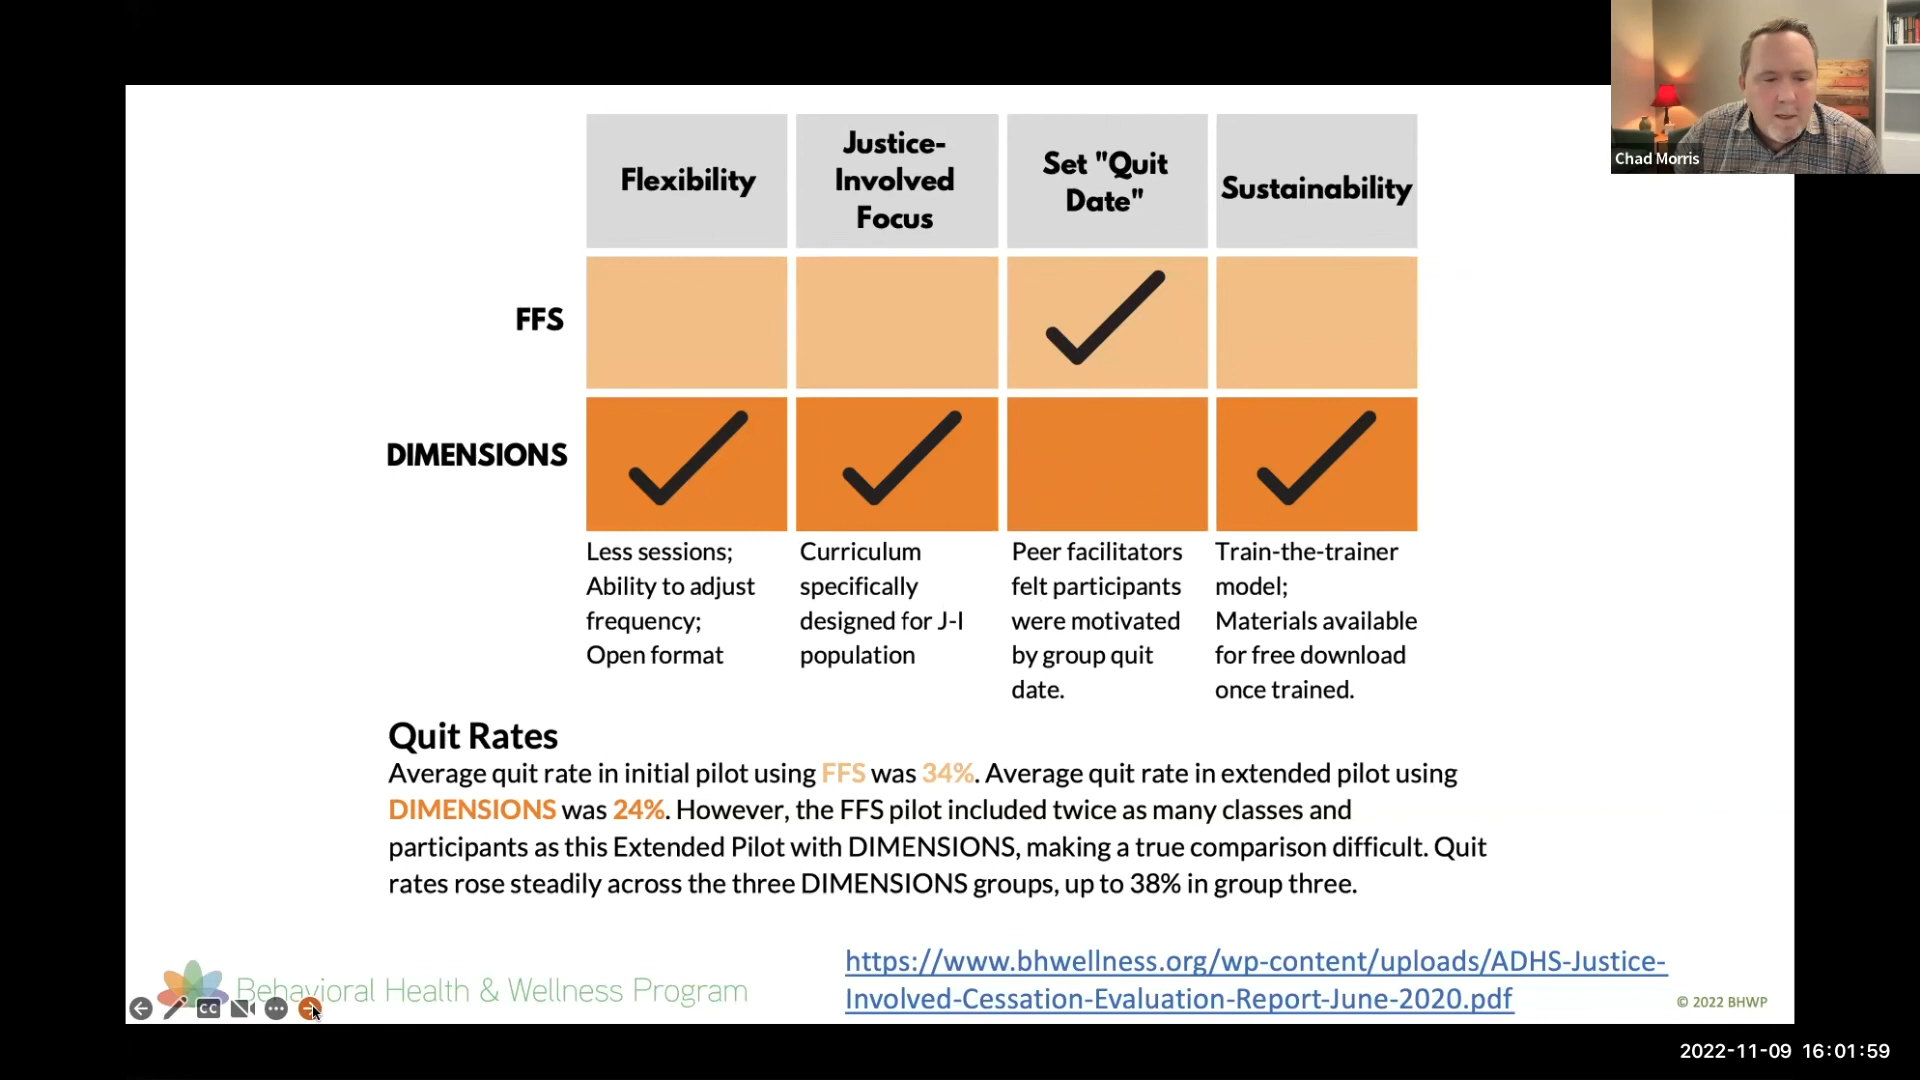 Chad Morris
Flexibility
Justice-
Involved
Focus
Set "Quit
Date"
Sustainability
FFS
DIMENSIONS
Less sessions;
Ability to adjust
frequency;
Open format
Curriculum
specifically
designed for J-I
population
Peer facilitators
felt participants
were motivated
by group quit
date.
Train-the-trainer
model;
Materials available
for free download
once trained.
Quit Rates
Average quit rate in initial pilot using FFS was 34%. Average quit rate in extended pilot using
DIMENSIONS was 24%. However, the FFS pilot included twice as many classes and
participants as this Extended Pilot with DIMENSIONS, making a true comparison difficult. Quit
rates rose steadily across the three DIMENSIONS groups, up to 38% in group three.
https://www.bhwellness.org/wp-content/uploads/ADHS-Justice-
Involved-Cessation-Evaluation-Report-June-2020.pdf
Behavioral Health & Wellness Program
CC
© 2022 BHWP
2022-11-09 16:01:59